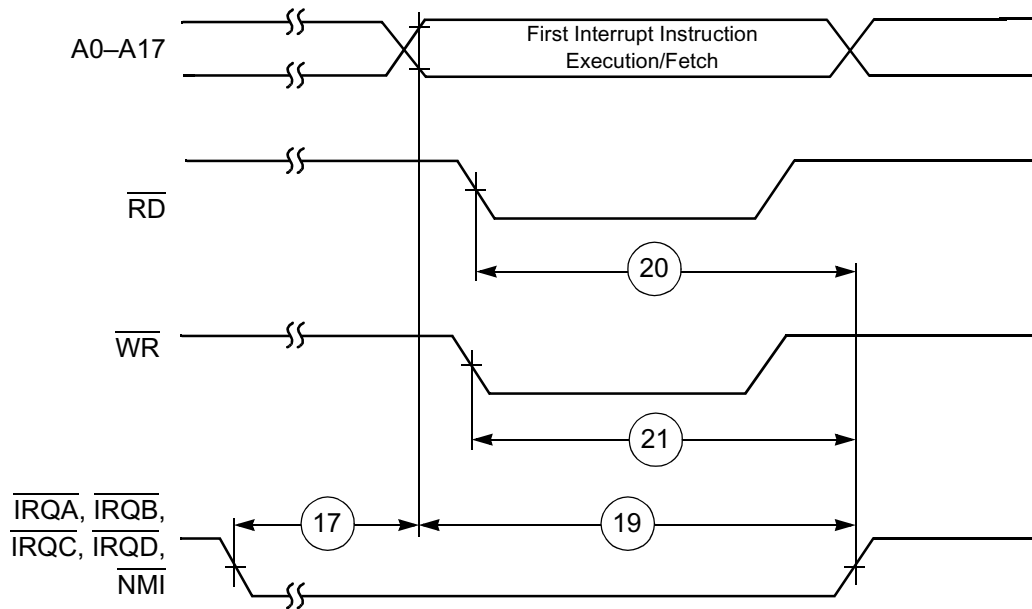 A0–A17
First Interrupt Instruction
Execution/Fetch
RD
20
WR
21
IRQA, IRQB,
IRQC, IRQD,
NMI
17
19